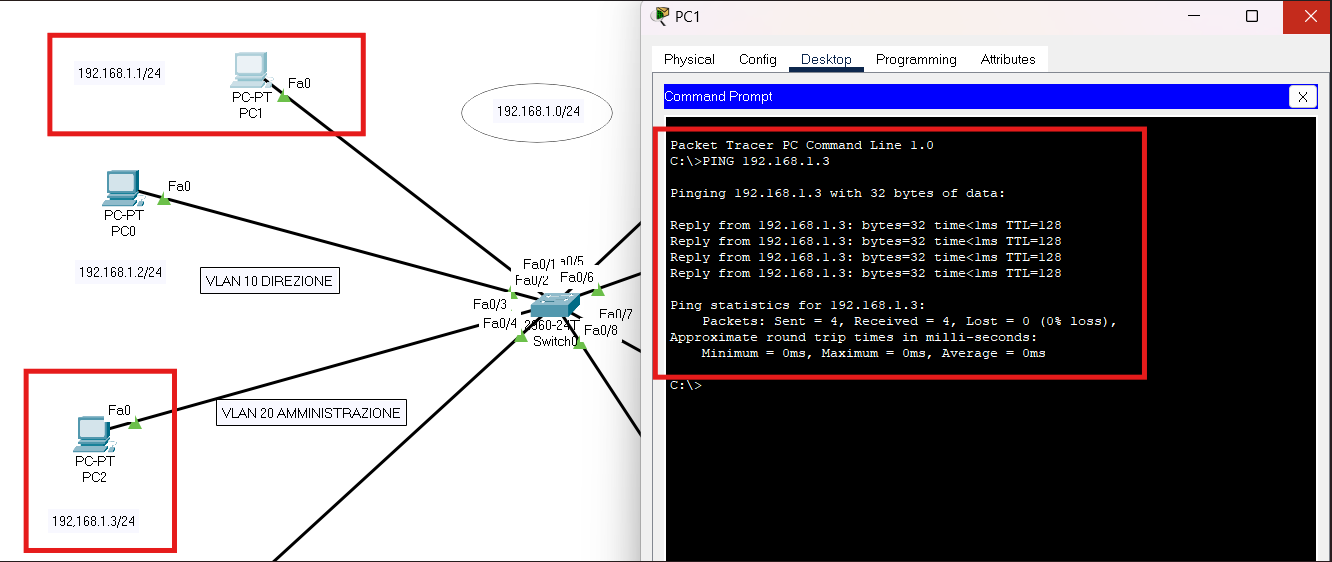 192.168.1.1/24
Fa0
PC-PT
PC1
192.168.1.0/24
Fa0
PC-PT
PC0
192.168.1.2/24
VLAN 10 DIREZIONE
Fa0/1
Fa0/2
Fa0/6
Fa0/3
Fa0/4
Fa0/7
Fa0/8
2960-24T
Switch0
Fa0
VLAN 20 AMMINISTRAZIONE
PC-PT
PC2
192,168.1.3/24
PC1
Physical Config Desktop Programming Attributes
Command Prompt
X
Packet Tracer PC Command Line 1.0
C:\>PING 192.168.1.3
Pinging 192.168.1.3 with 32 bytes of data:
Reply from 192.168.1.3: bytes=32 time<1ms TTL=128
Reply from 192.168.1.3: bytes=32 time<1ms TTL=128
Reply from 192.168.1.3: bytes=32 time<1ms TTL=128
Reply from 192.168.1.3: bytes=32 time<1ms TTL=128
Ping statistics for 192.168.1.3:
Packets: Sent = 4, Received = 4, Lost = 0 (0% loss),
Approximate round trip times in milli-seconds:
Minimum = 0ms, Maximum = 0ms, Average = 0ms
C:\>